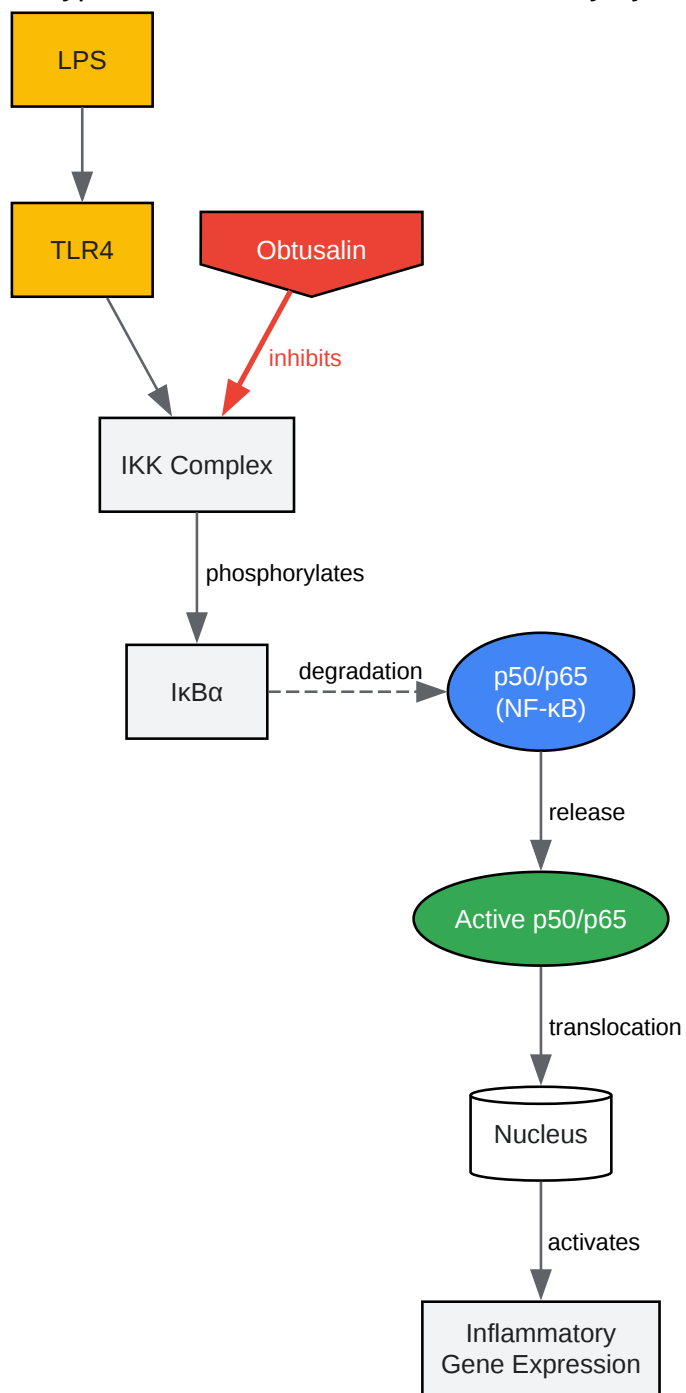 LPS
TLR4
Obtusalin
inhibits
IKK Complex
phosphorylates
IκBα
degradation
p50/p65
(NF-κB)
release
Active p50/p65
translocation
Nucleus
activates
Inflammatory
Gene Expression